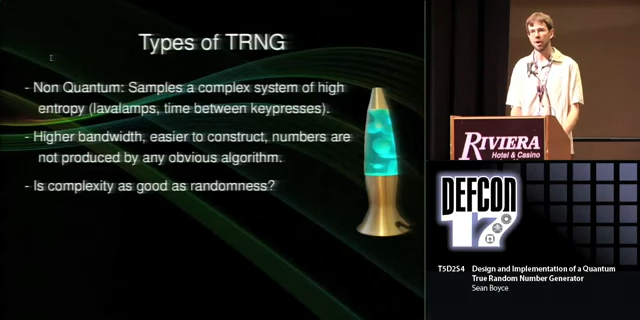 Types of TRNG
- Non Quantum: Samples a complex system of high
entropy (lavalamps, time between keypresses).
- Higher bandwidth, easier to construct, numbers are
not produced by any obvious algorithm.
- Is complexity as good as randomness?
RIVIERA
Hotel & Casino
DEFCON
17
T5D2S4 Design and Implementation of a Quantum
True Random Number Generator
Sean Boyce